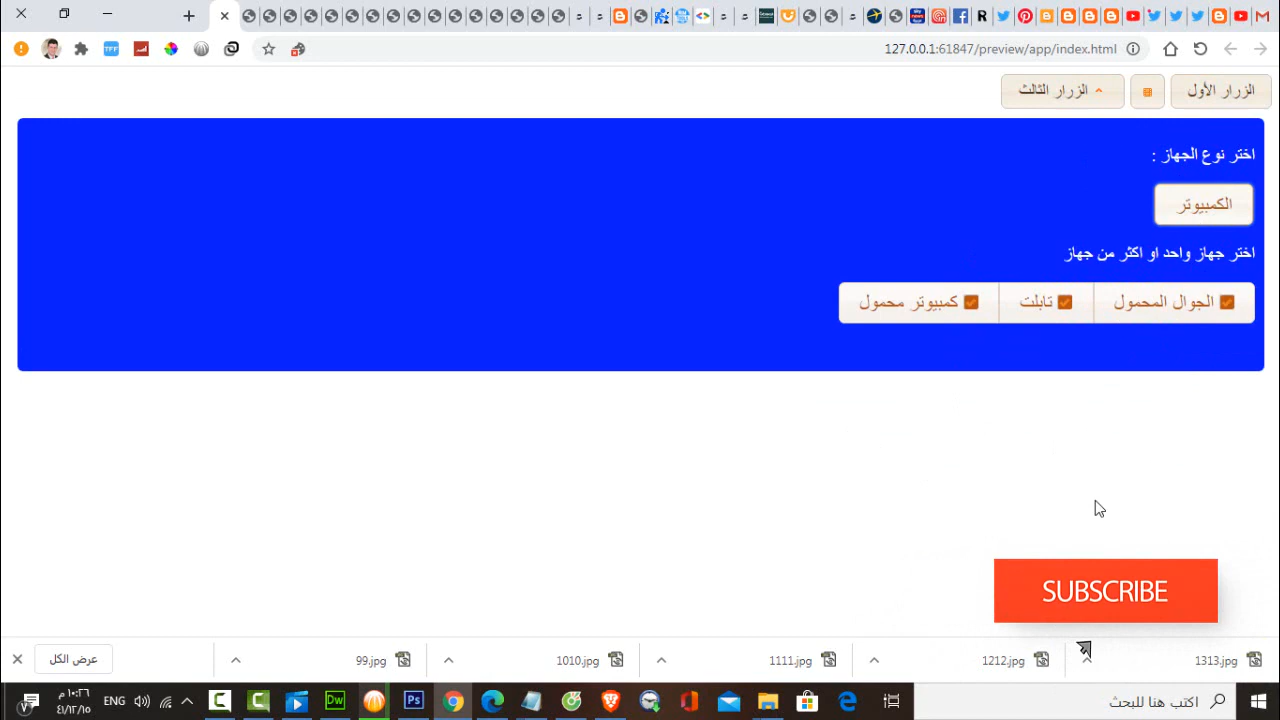 127.0.0.1:61847/preview/app/index.html
الزرار الأول
الزرار الثالث
اختر نوع الجهاز :
الكمبيوتر
اختر جهاز واحد او اكثر من جهاز
الجوال المحمول
تابلت
كمبيوتر محمول
SUBSCRIBE
1313.jpg
1212.jpg
1111.jpg
1010.jpg
99.jpg
عرض الكل
اكتب هنا للبحث
ENG